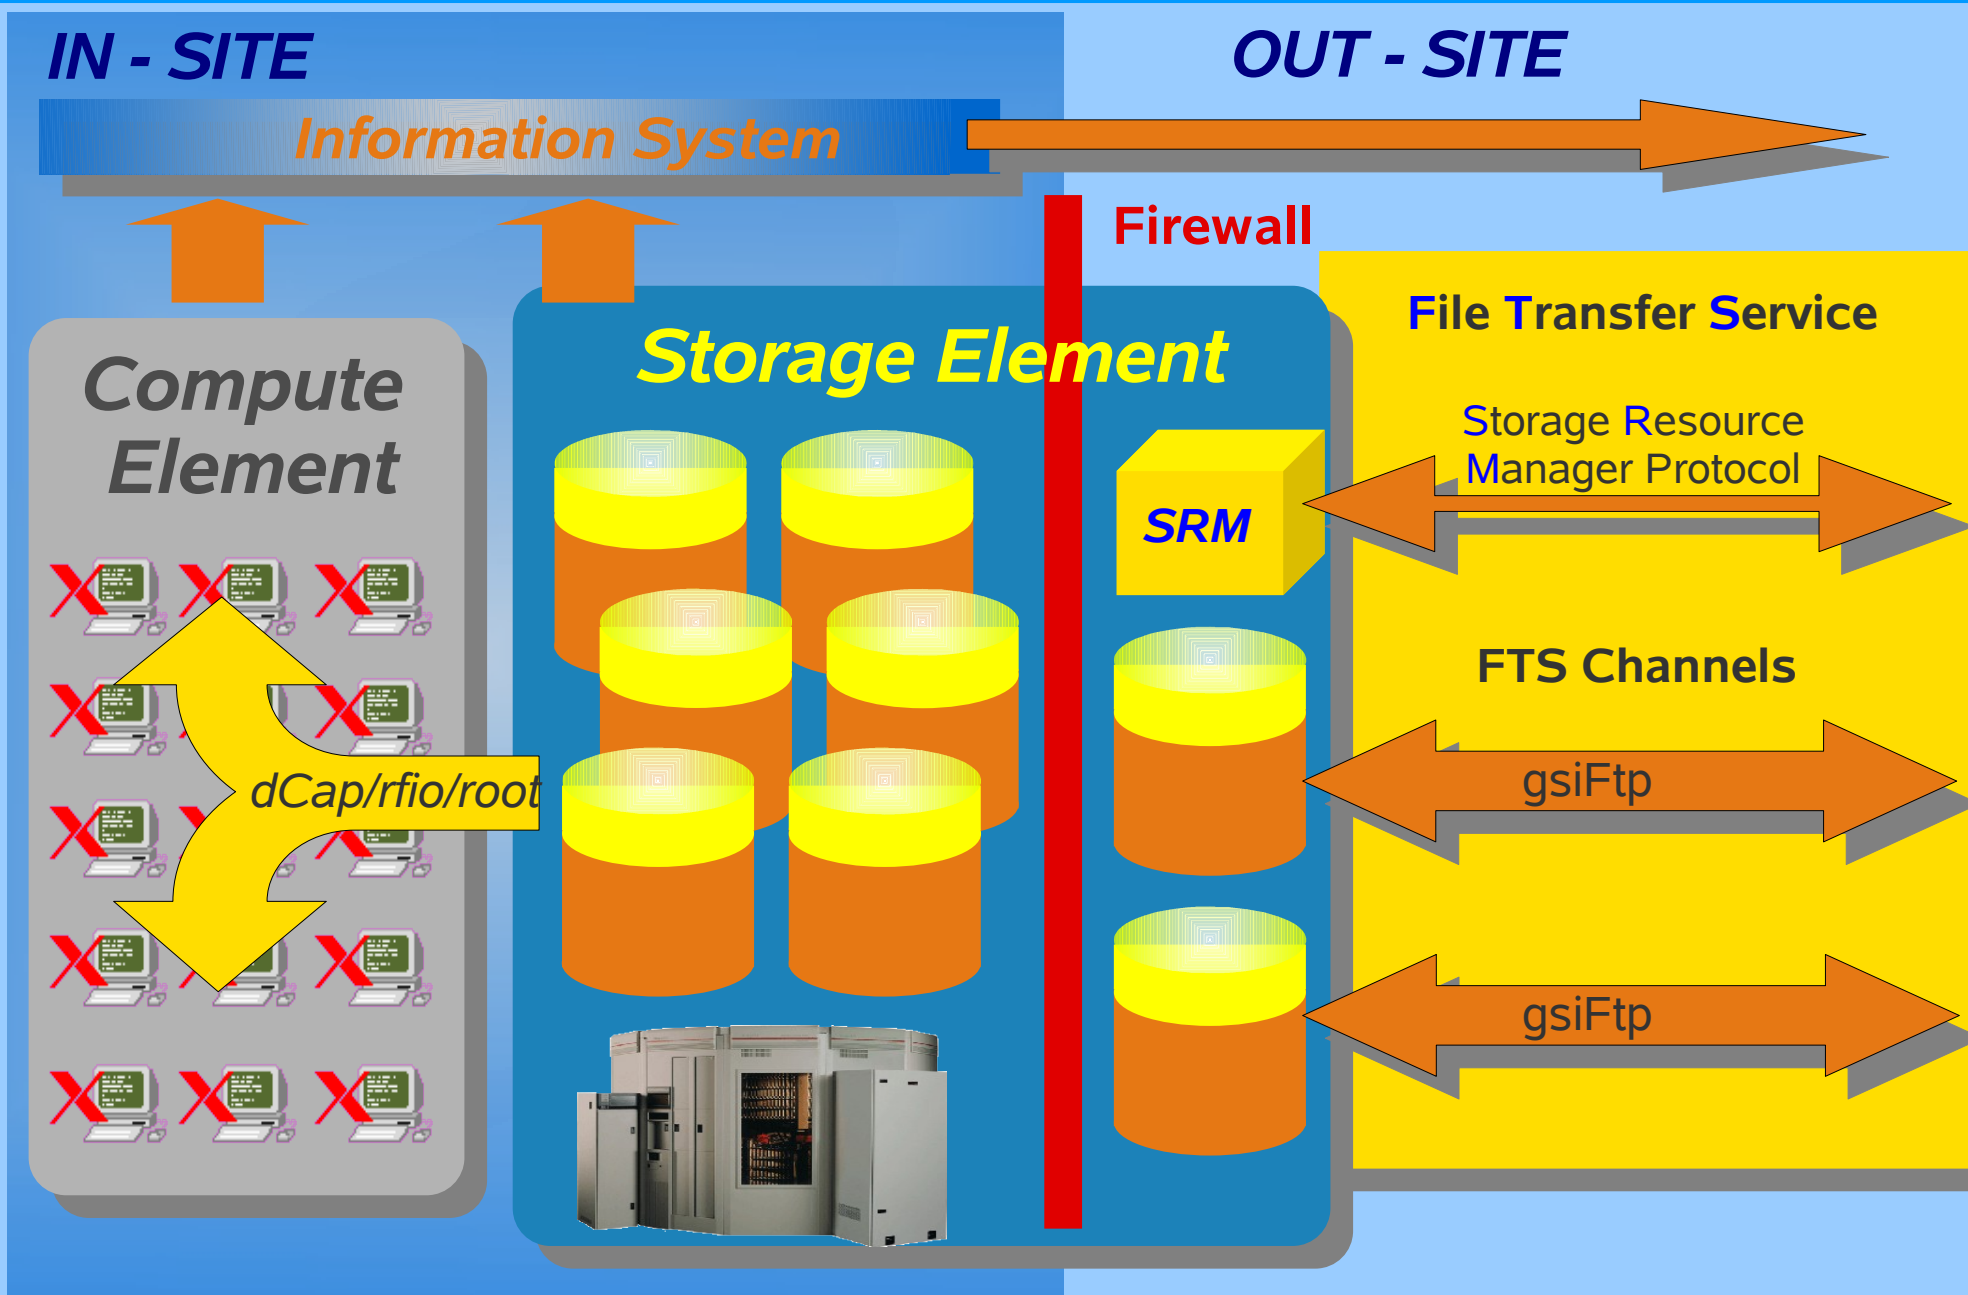 IN - SITE
OUT - SITE
Information System
Firewall
File Transfer Service
Compute
Element
Storage Element
Storage Resource
Manager Protocol
SRM
FTS Channels
dCap/rfio/root
gsiFtp
gsiFtp